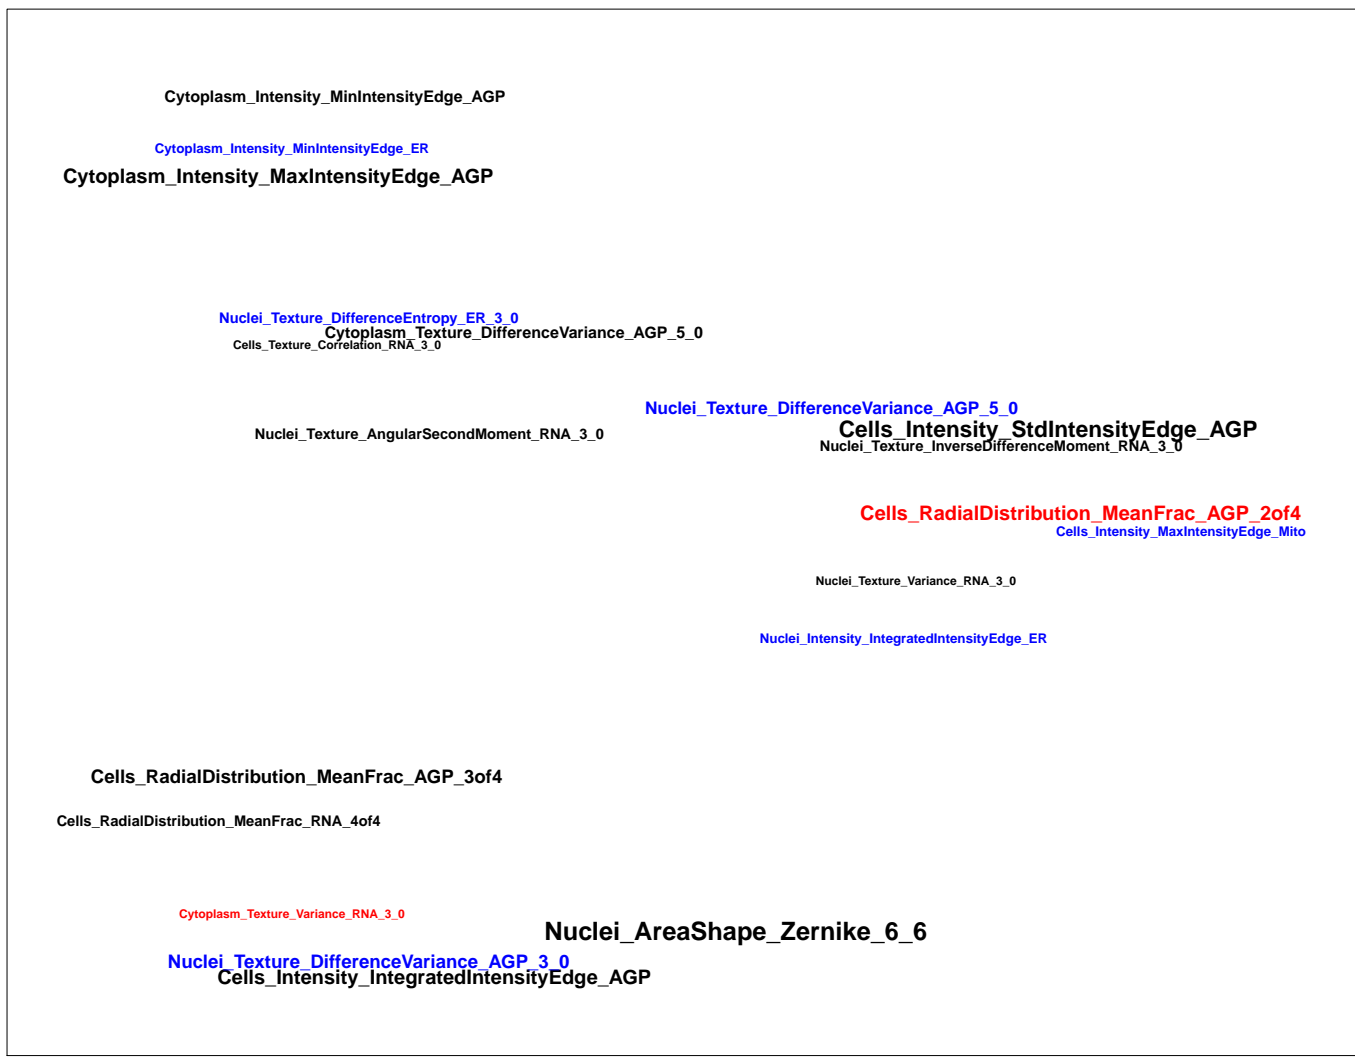 Cytoplasm_Intensity_MinIntensityEdge_AGP
Cytoplasm_Intensity_MinIntensityEdge_ER
Cytoplasm_Intensity_MaxIntensityEdge_AGP
Nuclei_Texture_DifferenceEntropy_ER_3_0
Cytoplasm_Texture_DifferenceVariance_AGP_5_0
Cells_Texture_Correlation_RNA_3_0
Nuclei_Texture_DifferenceVariance_AGP_5_0
Cells_Intensity_StdIntensityEdge_AGP
Nuclei_Texture_AngularSecondMoment_RNA_3_0
Nuclei_Texture_InverseDifferenceMoment_RNA_3_0
Cells_RadialDistribution_MeanFrac_AGP_2of4
Cells_Intensity_MaxIntensityEdge_Mito
Nuclei_Texture_Variance_RNA_3_0
Nuclei_Intensity_IntegratedIntensityEdge_ER
Cells_RadialDistribution_MeanFrac_AGP_3of4
Cells_RadialDistribution_MeanFrac_RNA_4of4
Cytoplasm_Texture_Variance_RNA_3_0
Nuclei_AreaShape_Zernike_6_6
Nuclei_Texture_DifferenceVariance_AGP_3_0
Cells_Intensity_IntegratedIntensityEdge_AGP